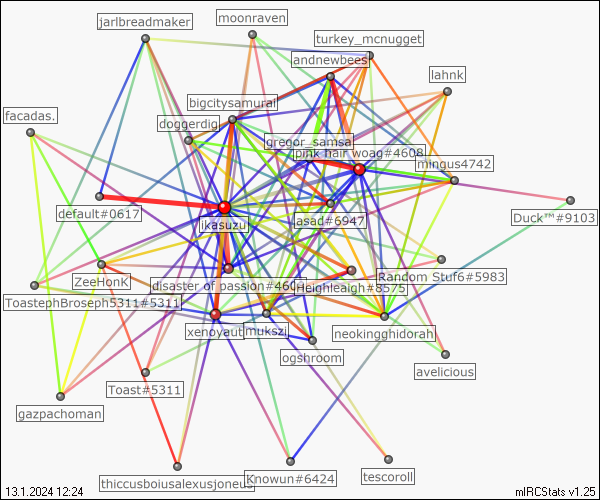 moonraven
jarlbreadmaker
turkey_mcnugget
andnewbees
lahnk
bigcitysamurai
facadas.
doggerdig
gregor_samsa
pink hair woag#4608
mingus4742
default#0617
ikasuzu
asad#6947
Duck™#9103
ZeeHonK
disaster of passion#460
Heighleigh#8575
Random Stuf6#5983
ToastephBroseph5311#5311
xenoyaut
mukszi
neokingghidorah
ogshroom
avelicious
Toast#5311
gazpachoman
thiccusboiusalexusjoneus
Knowun#6424
tescoroll
13.1.2024 12:24
mIRCStats v1.25